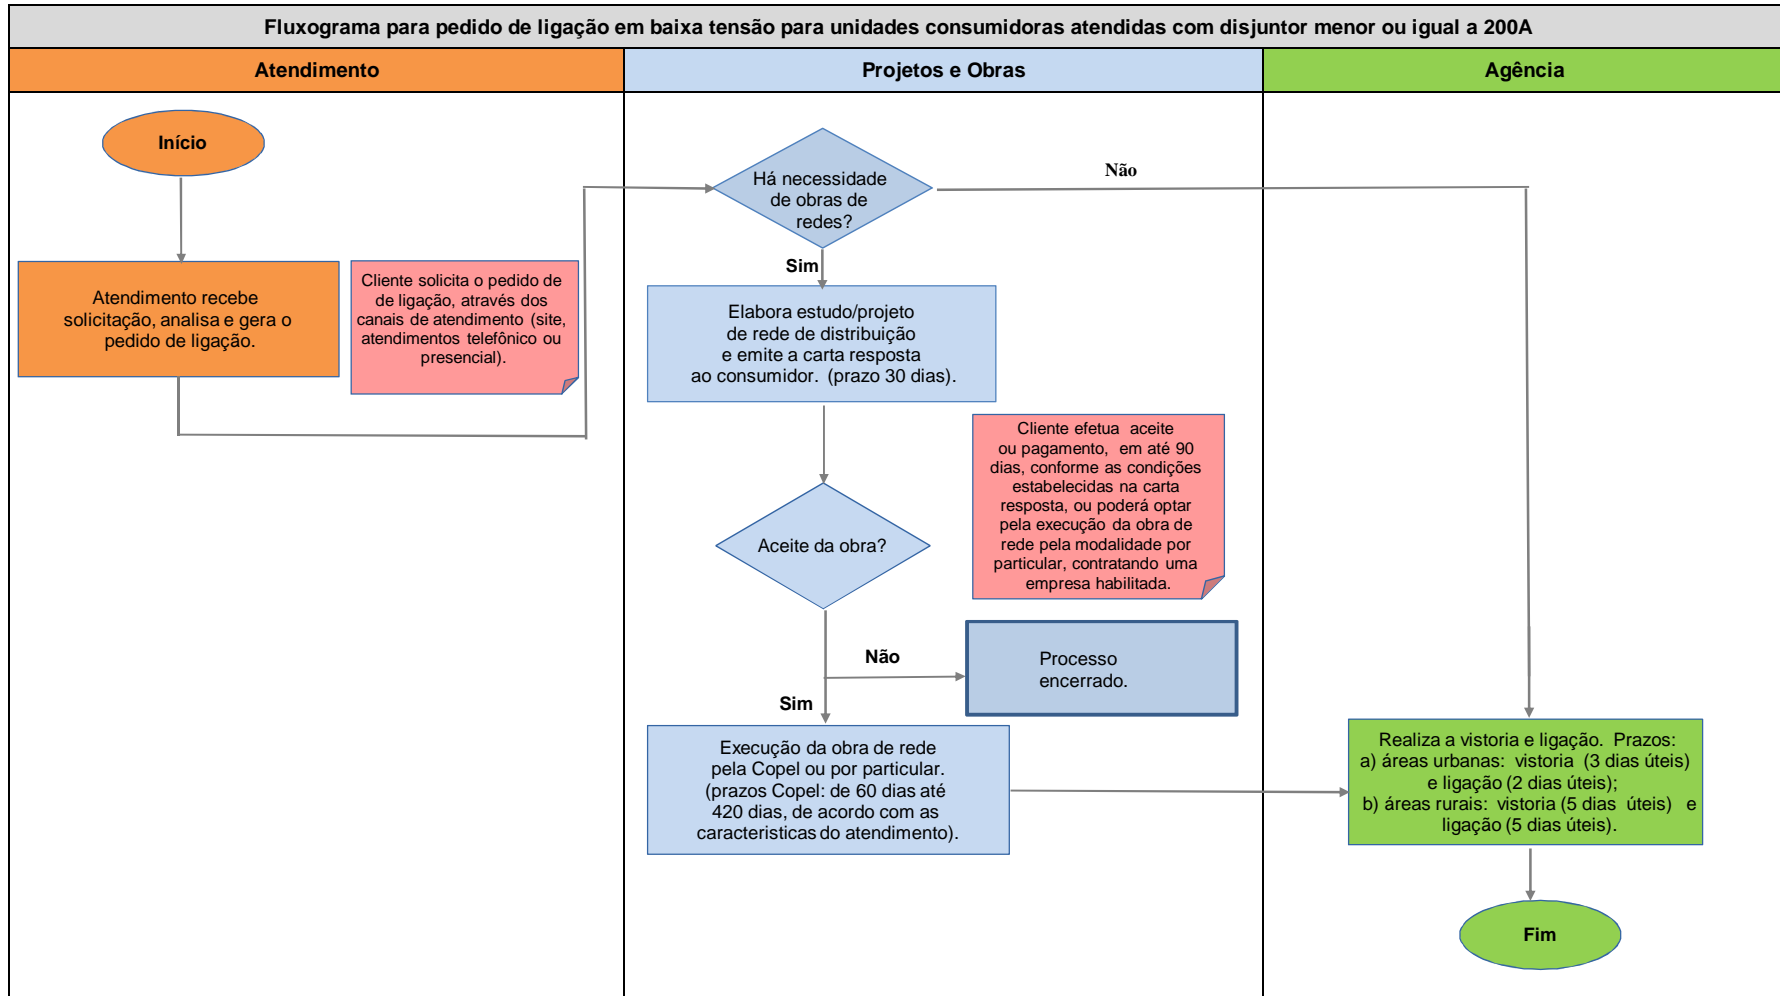 Fluxograma para pedido de ligação em baixa tensão para unidades consumidoras atendidas com disjuntor menor ou igual a 200A
Atendimento
Projetos e Obras
Agência
Início
Atendimento recebe
solicitação, analisa e gera o
pedido de ligação.
Cliente solicita o pedido de
de ligação, através dos
canais de atendimento (site,
atendimentos telefônico ou
presencial).
Há necessidade
de obras de
redes?
Não
Sim
Elabora estudo/projeto
de rede de distribuição
e emite a carta resposta
ao consumidor. (prazo 30 dias).
Cliente efetua aceite
ou pagamento, em até 90
dias, conforme as condições
estabelecidas na carta
resposta, ou poderá optar
pela execução da obra de
rede pela modalidade por
particular, contratando uma
empresa habilitada.
Aceite da obra?
Não
Processo
encerrado.
Sim
Execução da obra de rede
pela Copel ou por particular.
(prazos Copel: de 60 dias até
420 dias, de acordo com as
caracteristicas do atendimento).
Realiza a vistoria e ligação. Prazos:
a) áreas urbanas: vistoria (3 dias úteis)
e ligação (2 dias úteis);
b) áreas rurais: vistoria (5 dias úteis) e
ligação (5 dias úteis).
Fim